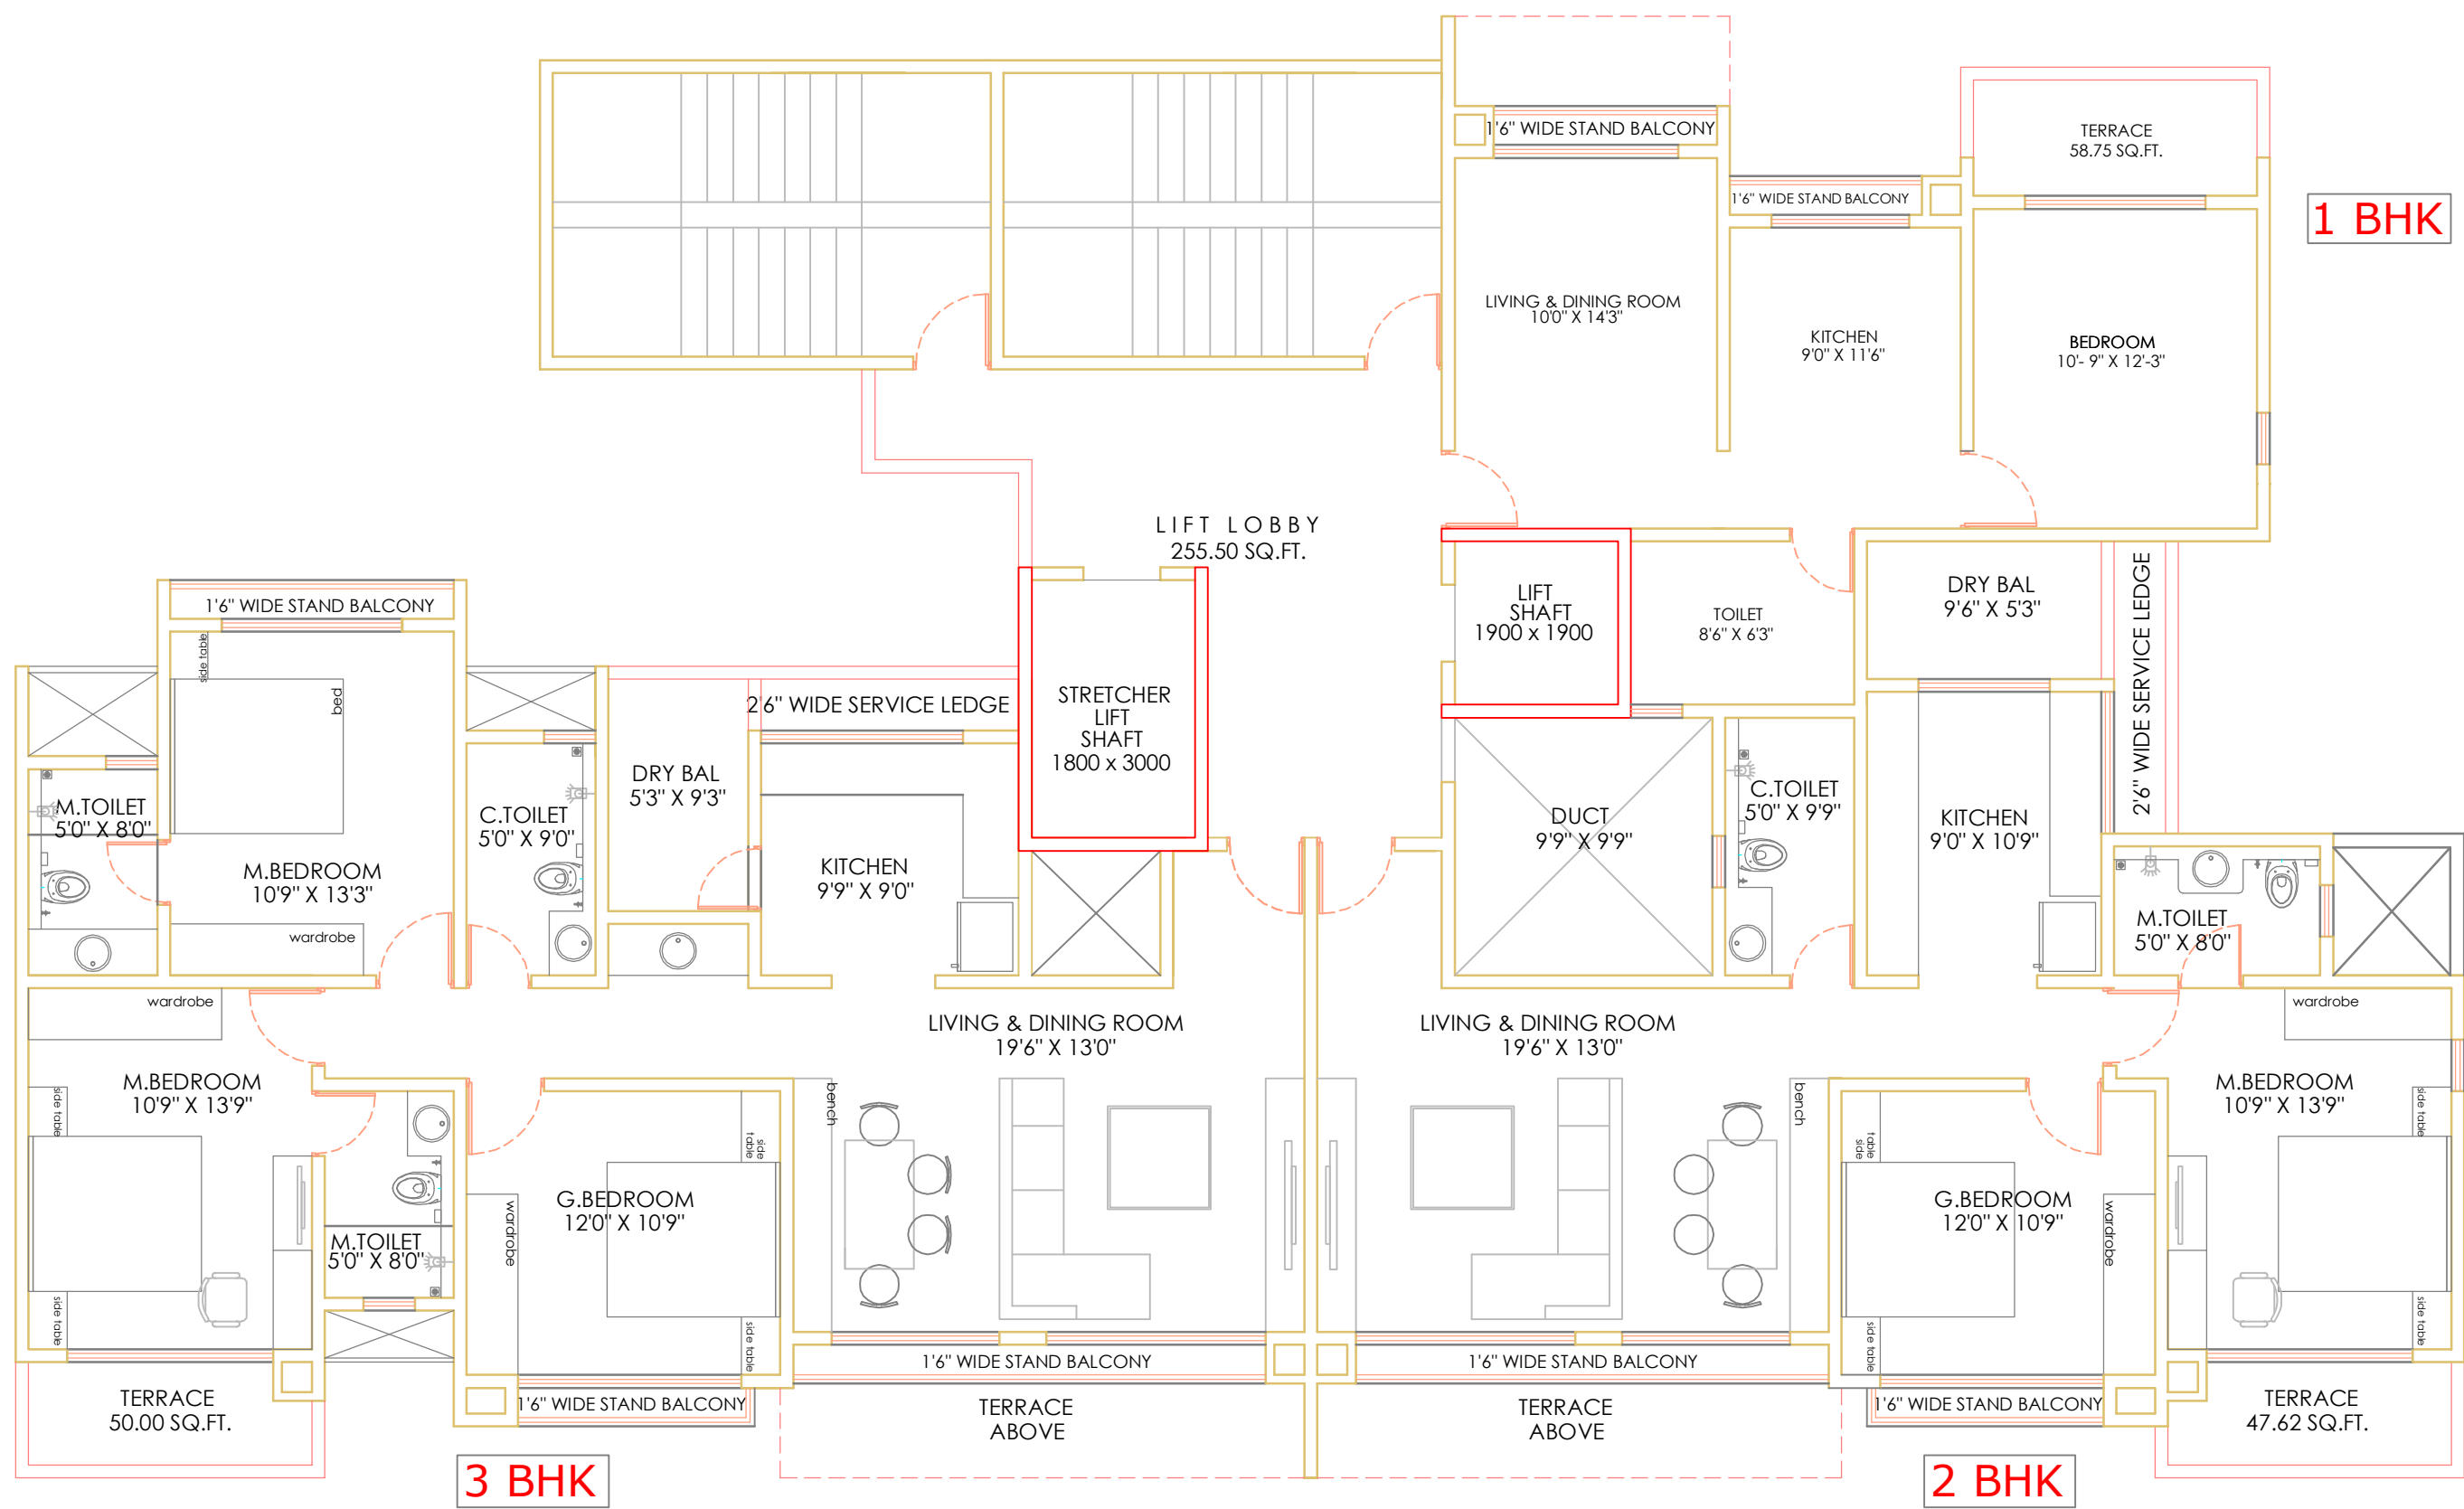 1'6" WIDE STAND BALCONY
TERRACE
58.75 SQ.FT.
1'6" WIDE STAND BALCONY
1 BHK
LIVING & DINING ROOM
10'0" X 14'3"
KITCHEN
9'0" X 11'6"
BEDROOM
10'- 9" X 12'-3"
LIFT LOBBY
255.50 SQ.FT.
LIFT
SHAFT
1900 x 1900
TOILET
8'6" X 6'3"
DRY BAL
9'6" X 5'3"
2'6" WIDE SERVICE LEDGE
1'6" WIDE STAND BALCONY
side table
bed
2'6" WIDE SERVICE LEDGE
STRETCHER
LIFT
SHAFT
1800 x 3000
M.TOILET
5'0" X 8'0"
C.TOILET
5'0" X 9'0"
DRY BAL
5'3" X 9'3"
M.BEDROOM
10'9" X 13'3"
KITCHEN
9'9" X 9'0"
DUCT
9'9" X 9'9"
C.TOILET
5'0" X 9'9"
KITCHEN
9'0" X 10'9"
M.TOILET
5'0" X 8'0"
wardrobe
wardrobe
wardrobe
LIVING & DINING ROOM
19'6" X 13'0"
LIVING & DINING ROOM
19'6" X 13'0"
M.BEDROOM
10'9" X 13'9"
side table
bench
bench
M.BEDROOM
10'9" X 13'9"
side table
side
table
side
table
G.BEDROOM
12'0" X 10'9"
wardrobe
G.BEDROOM
12'0" X 10'9"
wardrobe
M.TOILET
5'0" X 8'0"
side table
side table
side table
side table
1'6" WIDE STAND BALCONY
1'6" WIDE STAND BALCONY
TERRACE
50.00 SQ.FT.
1'6" WIDE STAND BALCONY
TERRACE
ABOVE
TERRACE
ABOVE
1'6" WIDE STAND BALCONY
TERRACE
47.62 SQ.FT.
3 BHK
2 BHK